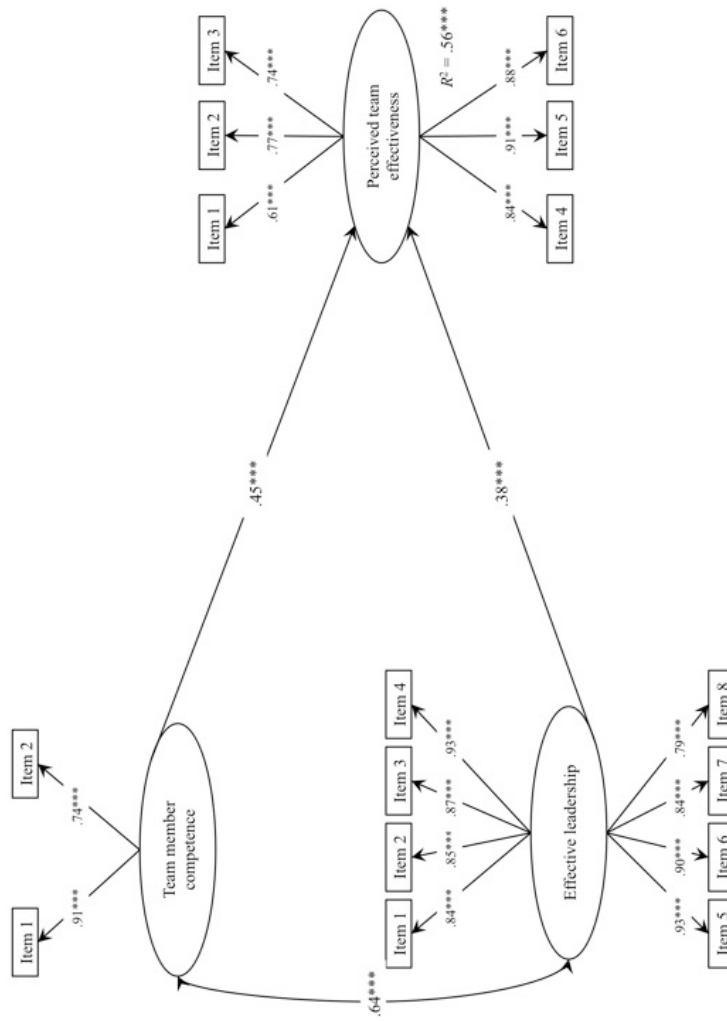 Item 1
Item 2
.91***
.74***
Team member
competence
.64***
Item 1
Item 2
Item 3
Item 4
.84***
.85***
.87***
.93***
Effective leadership
.93***
.90***
.84***
.79***
Item 5
Item 6
Item 7
Item 8
.45***
.38***
Item 1
Item 2
Item 3
.61***
.77***
.74***
Perceived team
effectiveness
R² = .56***
.84***
.91***
.88***
Item 4
Item 5
Item 6